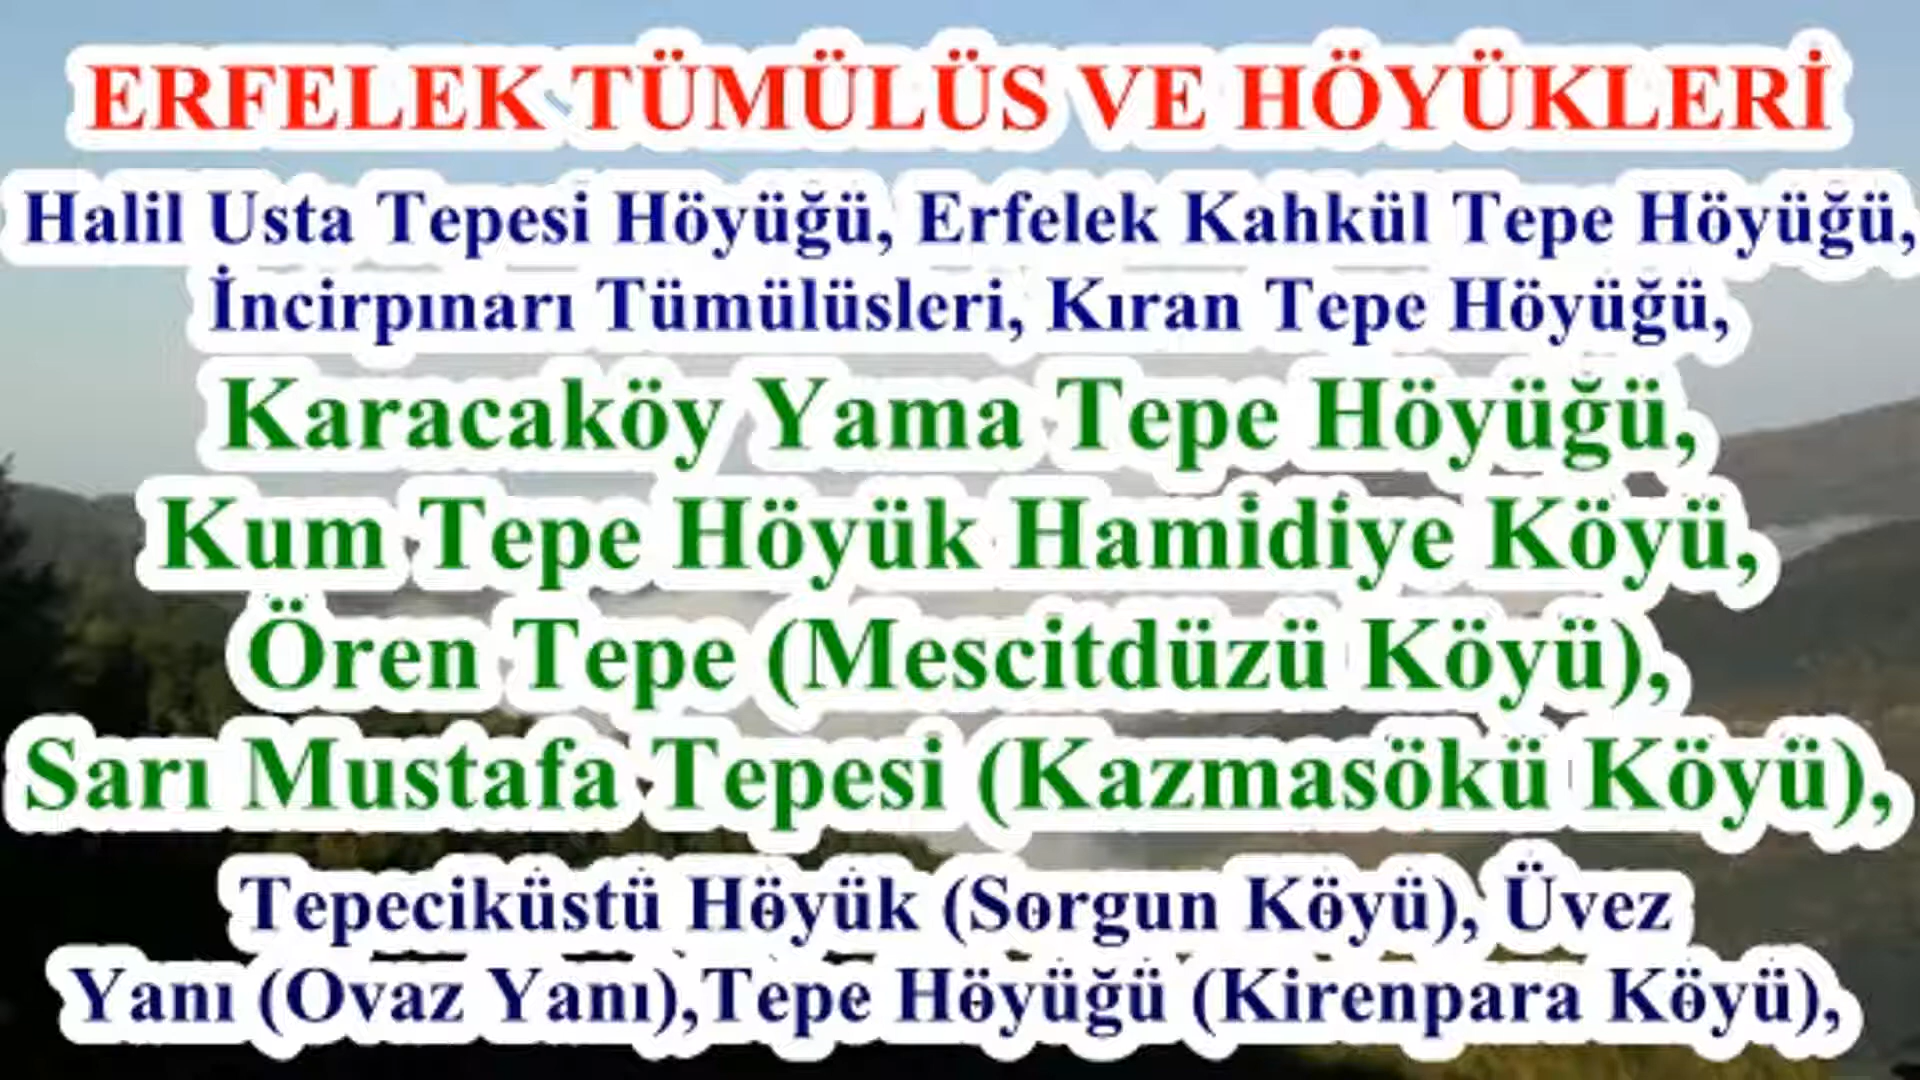 ERFELEK TÜMÜLÜS VE HÖYÜKLERİ
Halil Usta Tepesi Höyüğü, Erfelek Kahkül Tepe Höyüğü,
İncirpınarı Tümülüsleri, Kıran Tepe Höyüğü,
Karacaköy Yama Tepe Höyüğü,
Kum Tepe Höyük Hamidiye Köyü,
Ören Tepe (Mescitdüzü Köyü),
Sarı Mustafa Tepesi (Kazmasökü Köyü),
Tepeciküstü Höyük (Sorgun Köyü), Üvez
Yanı (Ovaz Yanı),Tepe Höyüğü (Kirenpara Köyü),